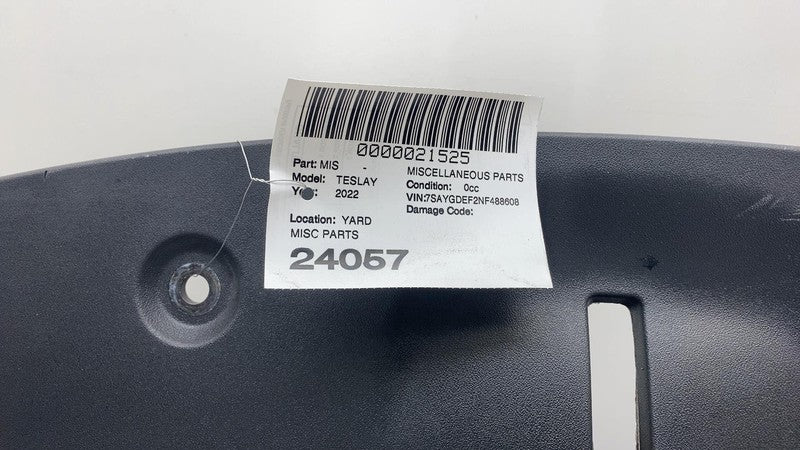 0000021525
Part: MIS - MISCELLANEOUS PARTS
Model: TESLAY Condition: 0cc
2022 VIN:7SAYGDEF2NF488608
Damage Code:
Location: YARD
MISC PARTS
24057